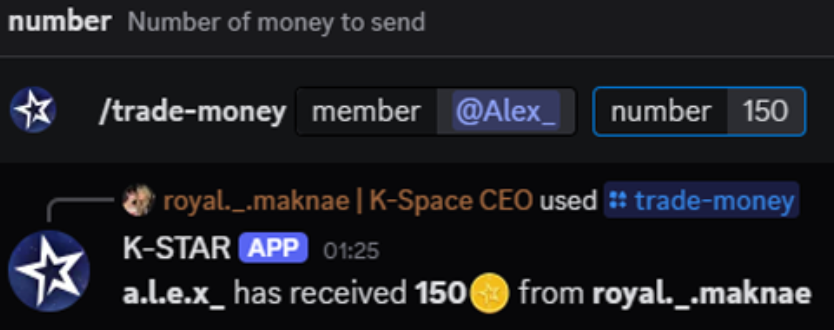 number Number of money to send
/trade-money member @Alex_ number 150
royal._.maknae | K-Space CEO used trade-money
K-STAR APP 01:25
a.l.e.x_ has received 150 from royal._.maknae